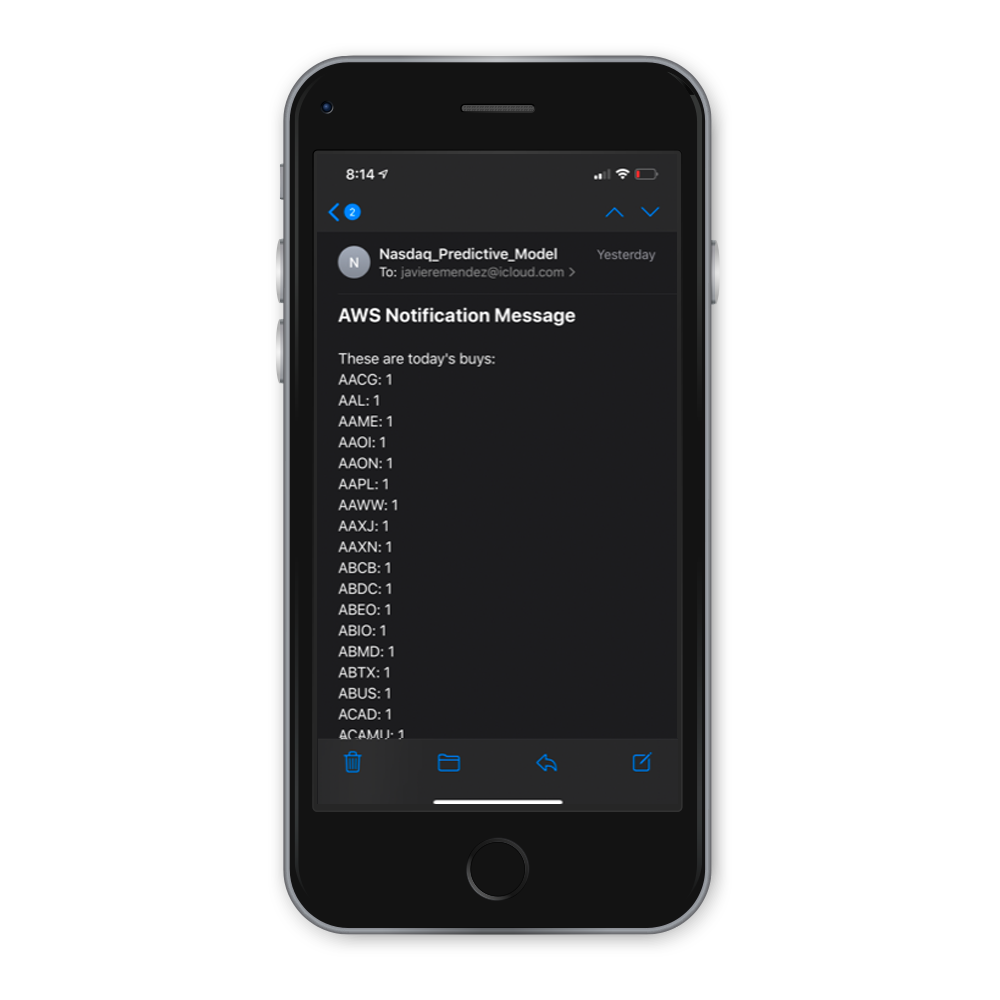 8:14
2
N
Nasdaq_Predictive_Model
Yesterday
To: javieremendez@icloud.com
AWS Notification Message
These are today's buys:
AACG: 1
AAL: 1
AAME: 1
AAOI: 1
AAON: 1
AAPL: 1
AAWW: 1
AAXJ: 1
AAXN: 1
ABCB: 1
ABDC: 1
ABEO: 1
ABIO: 1
ABMD: 1
ABTX: 1
ABUS: 1
ACAD: 1
ACAMU: 1